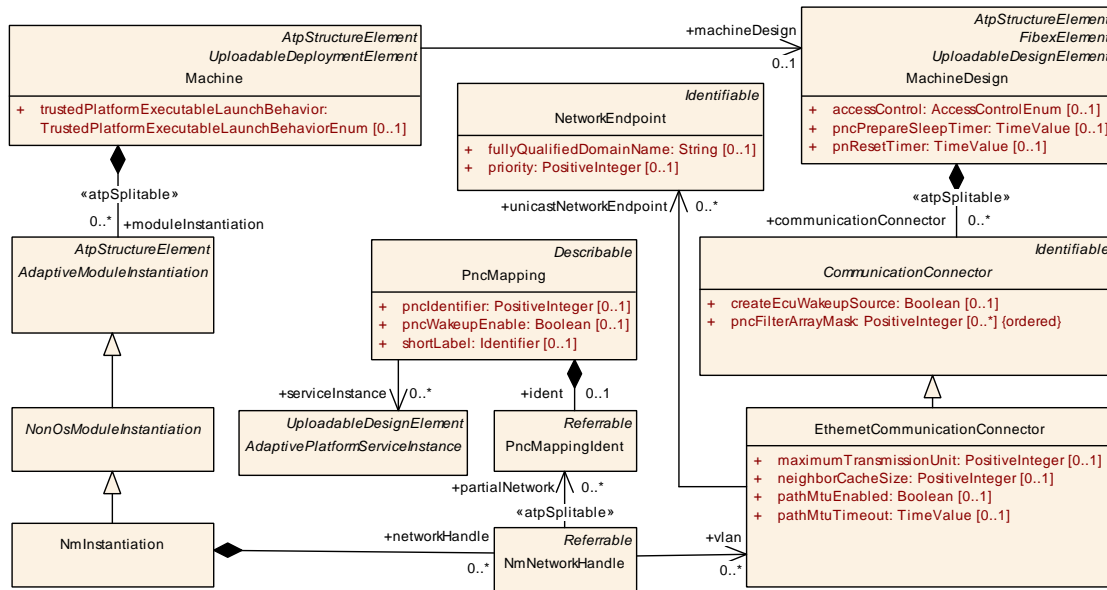 AtpStructureElement
UploadableDeploymentElement
Machine
+ trustedPlatformExecutableLaunchBehavior:
TrustedPlatformExecutableLaunchBehaviorEnum [0..1]
+machineDesign
0..1
AtpStructureElement
FibexElement
UploadableDesignElement
MachineDesign
+ accessControl: AccessControlEnum [0..1]
+ pncPrepareSleepTimer: TimeValue [0..1]
+ pnResetTimer: TimeValue [0..1]
Identifiable
NetworkEndpoint
+ fullyQualifiedDomainName: String [0..1]
+ priority: PositiveInteger [0..1]
«atpSplitable»
0..*
+moduleInstantiation
+unicastNetworkEndpoint
0..*
«atpSplitable»
+communicationConnector
0..*
AtpStructureElement
AdaptiveModuleInstantiation
Describable
PncMapping
+ pncIdentifier: PositiveInteger [0..1]
+ pncWakeupEnable: Boolean [0..1]
+ shortLabel: Identifier [0..1]
Identifiable
CommunicationConnector
+ createEcuWakeupSource: Boolean [0..1]
+ pncFilterArrayMask: PositiveInteger [0..*] {ordered}
+serviceInstance
0..*
+ident
0..1
NonOsModuleInstantiation
UploadableDesignElement
AdaptivePlatformServiceInstance
Referrable
PncMappingIdent
EthernetCommunicationConnector
+ maximumTransmissionUnit: PositiveInteger [0..1]
+ neighborCacheSize: PositiveInteger [0..1]
+ pathMtuEnabled: Boolean [0..1]
+ pathMtuTimeout: TimeValue [0..1]
+partialNetwork
0..*
«atpSplitable»
NmInstantiation
+networkHandle
0..*
Referrable
NmNetworkHandle
+vlan
0..*